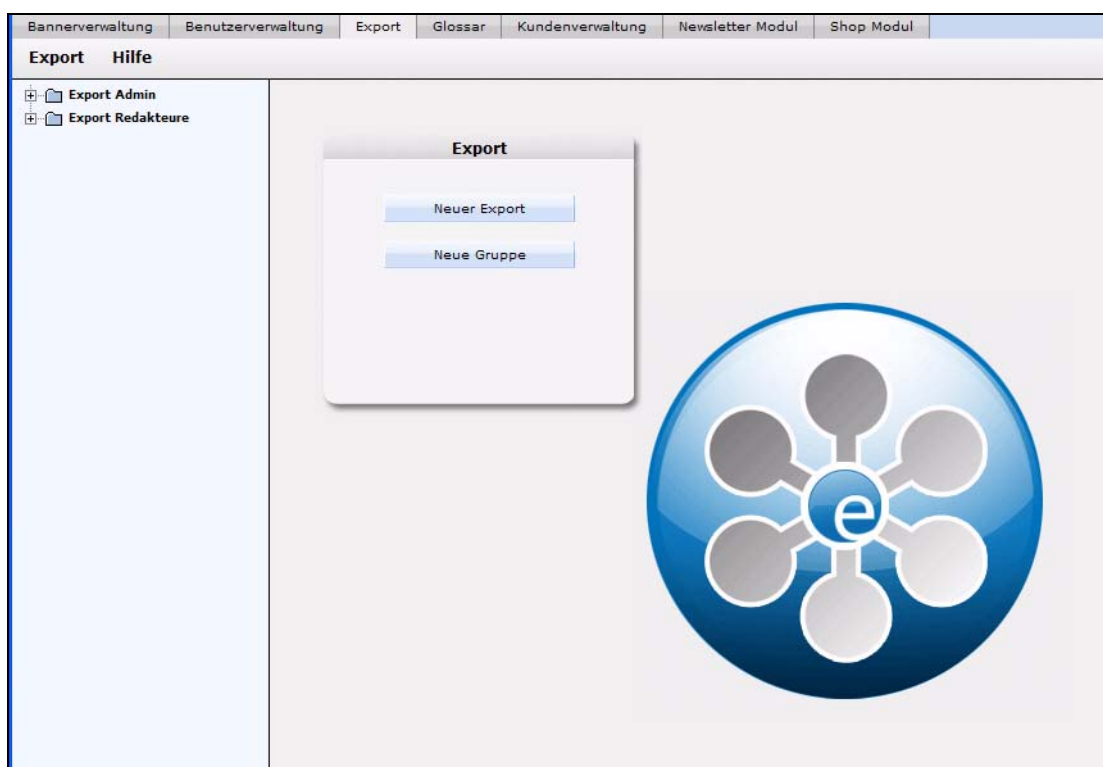 Bannerverwaltung Benutzerverwaltung Export Glossar Kundenverwaltung Newsletter Modul Shop Modul
Export Hilfe
Export Admin
Export Redakteure
Export
Neuer Export
Neue Gruppe
e